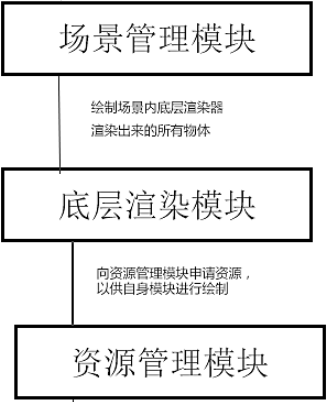 场景管理模块
绘制场景内底层渲染器
渲染出来的所有物体
底层渲染模块
向资源管理模块申请资源，
以供自身模块进行绘制
资源管理模块